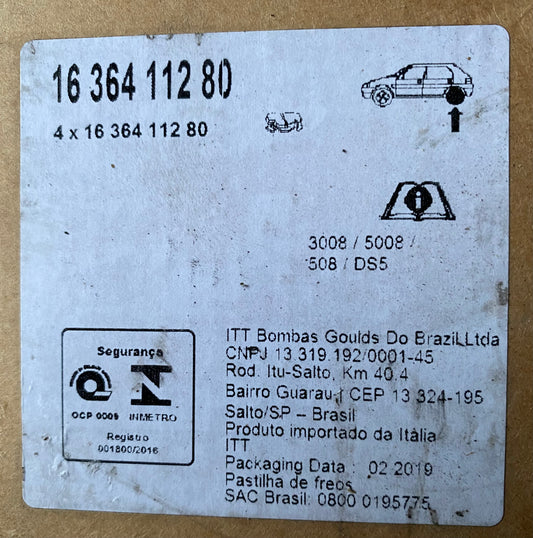 16 364 112 80
4 x 16 364 112 80
i
3008 / 5008 /
508 / DS5
Segurança
OCP 0009 INMETRO
Registro
001800/2016
ITT Bombas Goulds Do Brazil Ltda
CNPJ 13.319.192/0001-45
Rod. Itu-Salto, Km 40.4
Bairro Guarau / CEP 13 324-195
Salto/SP – Brasil
Produto importado da Itália
ITT
Packaging Data : 02 2019
Pastilha de freos
SAC Brasil: 0800 0195775